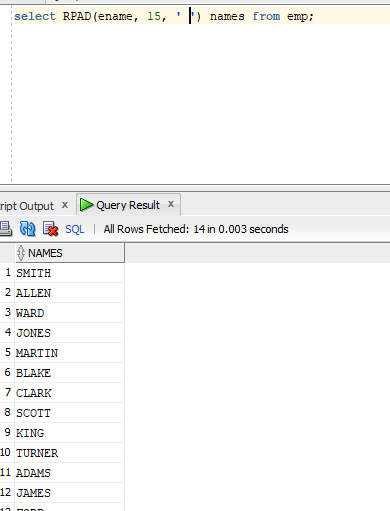 select RPAD(ename, 15, ' ') names from emp;
ript Output x Query Result x
SQL | All Rows Fetched: 14 in 0.003 seconds
NAMES
1 SMITH
2 ALLEN
3 WARD
4 JONES
5 MARTIN
6 BLAKE
7 CLARK
8 SCOTT
9 KING
10 TURNER
11 ADAMS
12 JAMES